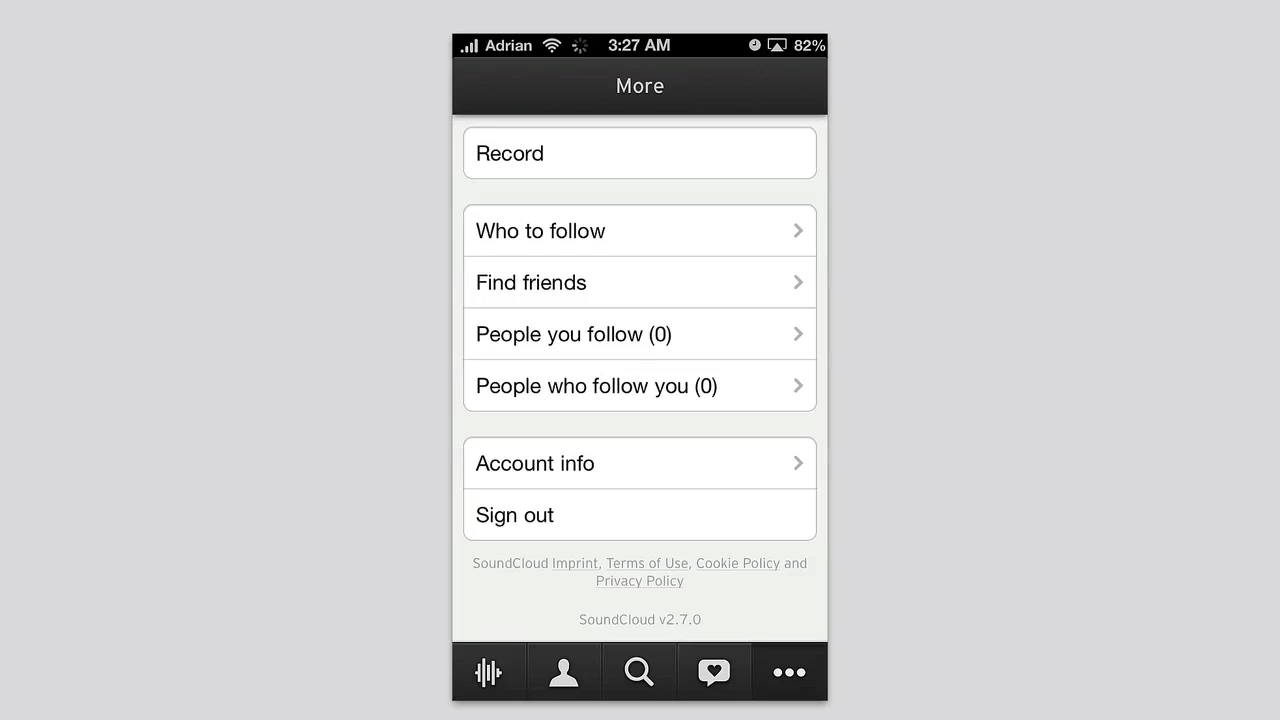 Adrian 3:27 AM 82%
More
Record
Who to follow
Find friends
People you follow (0)
People who follow you (0)
Account info
Sign out
SoundCloud Imprint, Terms of Use, Cookie Policy and
Privacy Policy
SoundCloud v2.7.0